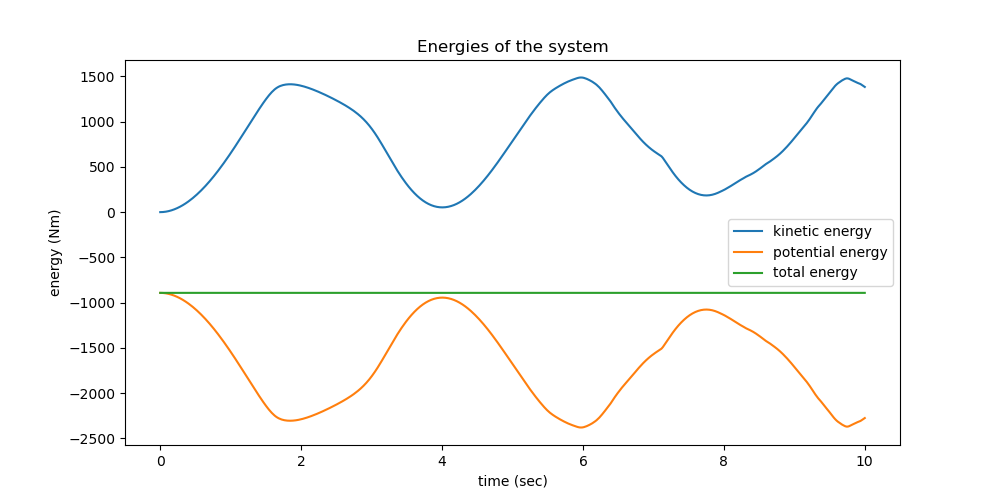 Energies of the system
1500
1000
500
0
−500
−1000
−1500
−2000
−2500
energy (Nm)
kinetic energy
potential energy
total energy
0 2 4 6 8 10
time (sec)